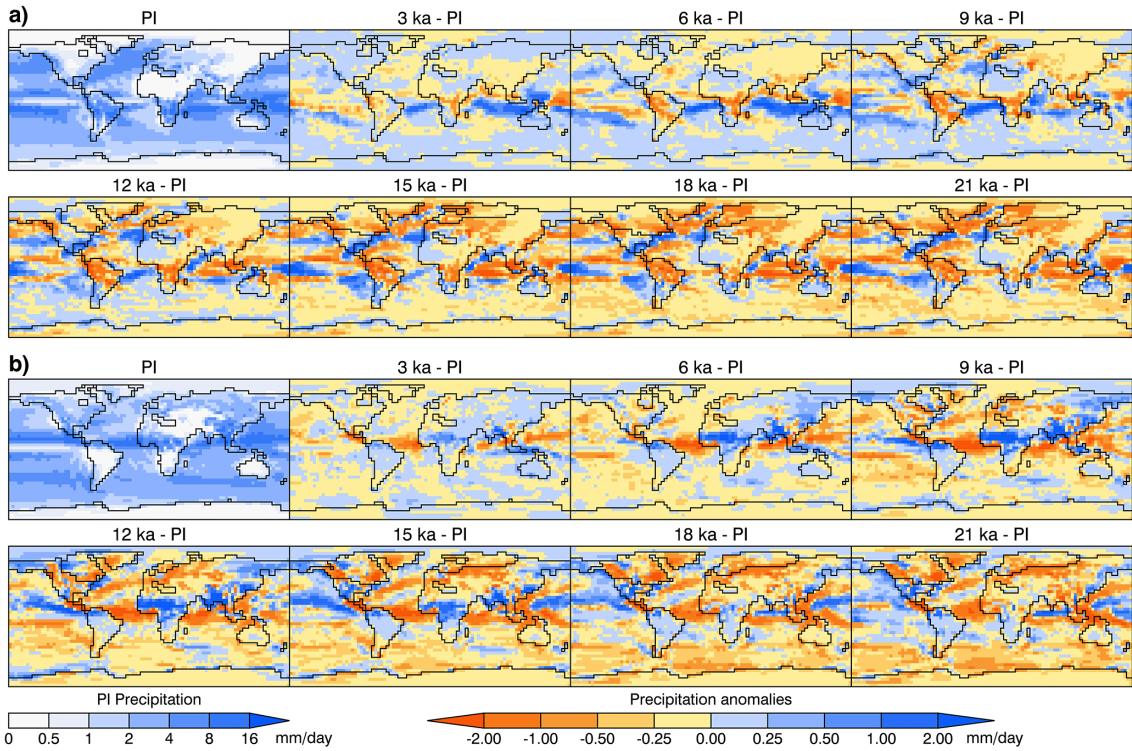 a)
PI 3 ka - PI 6 ka - PI 9 ka - PI
12 ka - PI 15 ka - PI 18 ka - PI 21 ka - PI
b)
PI 3 ka - PI 6 ka - PI 9 ka - PI
12 ka - PI 15 ka - PI 18 ka - PI 21 ka - PI
PI Precipitation Precipitation anomalies
0 0.5 1 2 4 8 16 mm/day -2.00 -1.00 -0.50 -0.25 0.00 0.25 0.50 1.00 2.00 mm/day